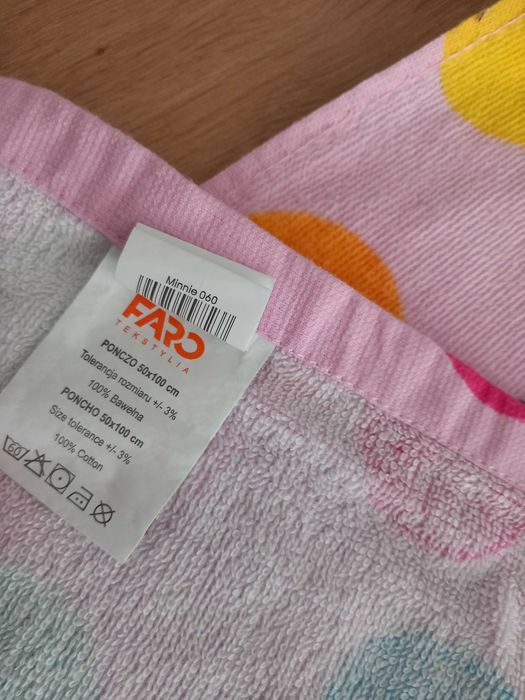 Minnie 060
FARO
TEKSTYLIA
PONCZO 50x100 cm
Tolerancja rozmiaru +/- 3%
100% Bawełna
PONCHO 50x100 cm
Size tolerance +/- 3%
100% Cotton
60